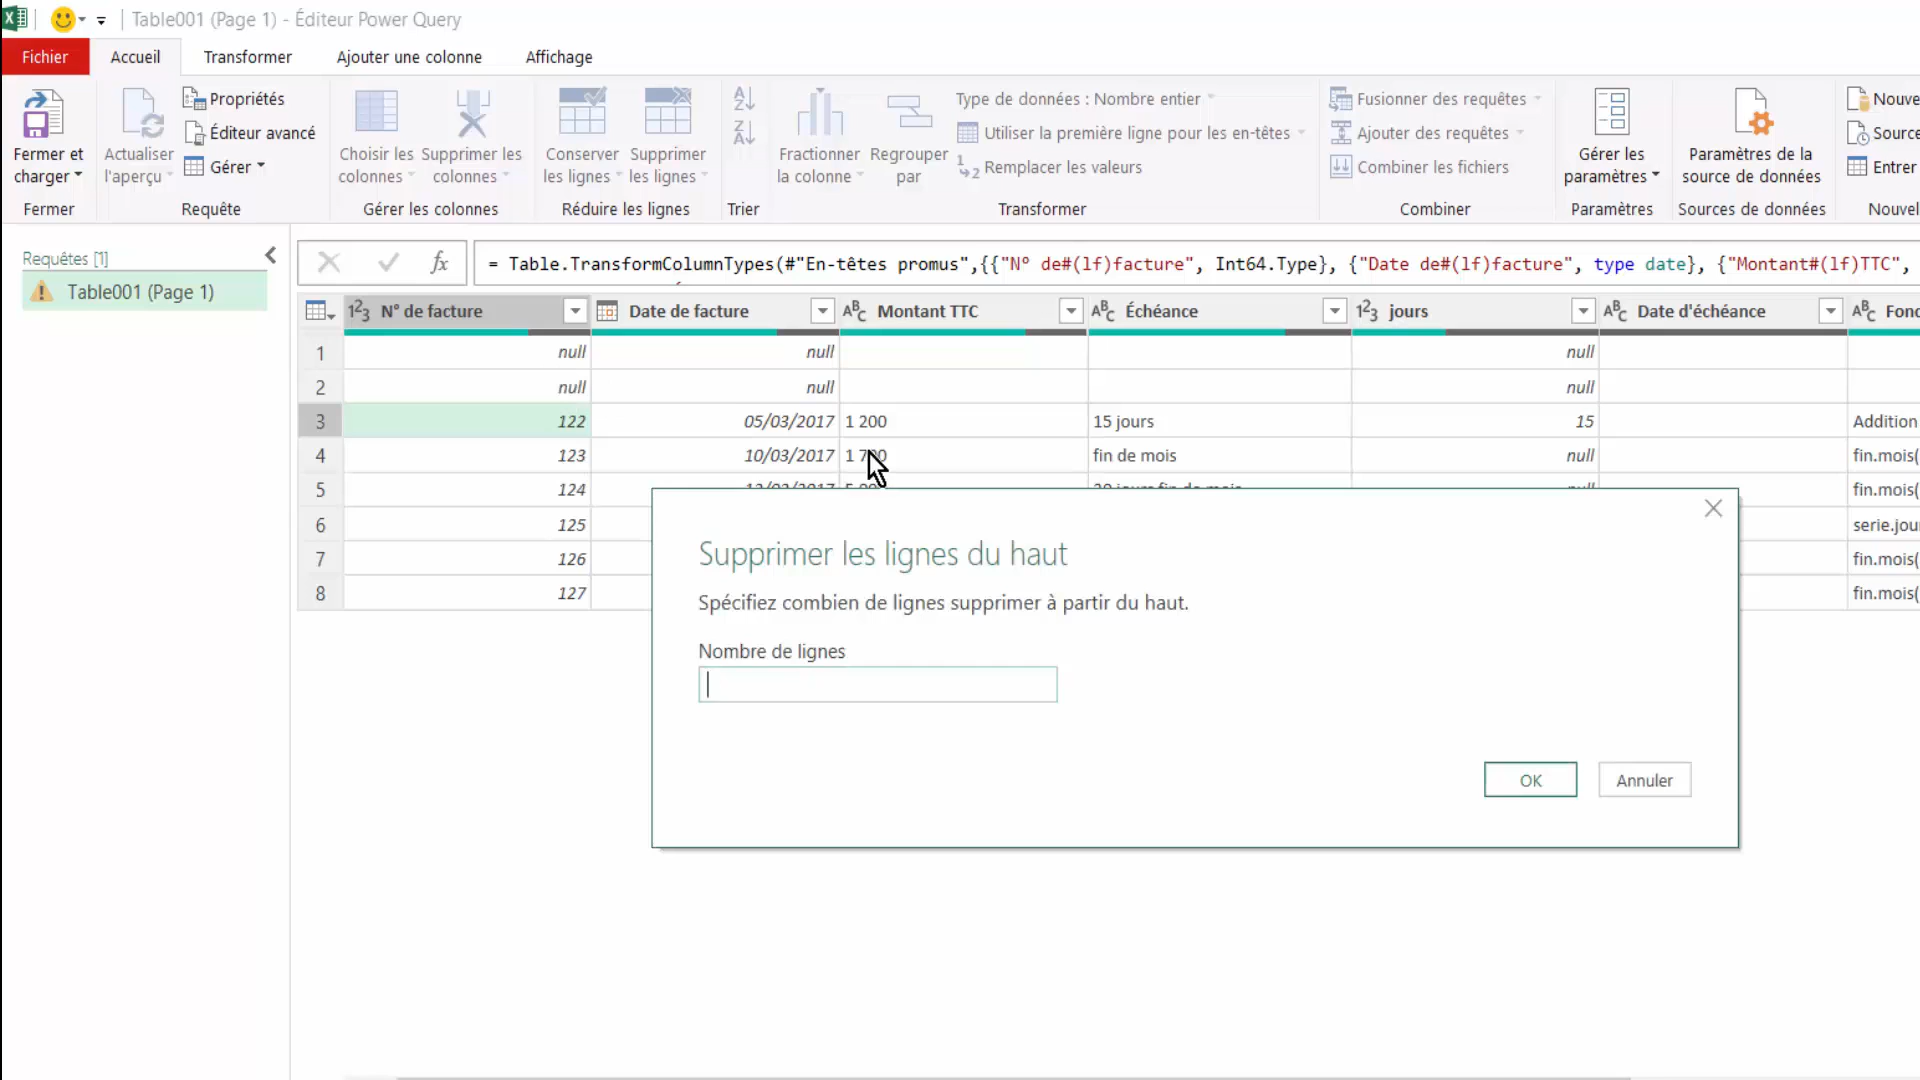 Table001 (Page 1) - Éditeur Power Query
Fichier Accueil Transformer Ajouter une colonne Affichage
Fermer et charger
Fermer
Actualiser l'aperçu
Propriétés
Éditeur avancé
Gérer
Requête
Choisir les colonnes
Supprimer les colonnes
Gérer les colonnes
Conserver les lignes
Supprimer les lignes
Réduire les lignes
Trier
Fractionner la colonne
Regrouper par
Type de données : Nombre entier
Utiliser la première ligne pour les en-têtes
Remplacer les valeurs
Transformer
Fusionner des requêtes
Ajouter des requêtes
Combiner les fichiers
Combiner
Gérer les paramètres
Paramètres
Paramètres de la source de données
Sources de données
Nouve
Source
Entrer
Nouvel
Requêtes [1]
Table001 (Page 1)
fx = Table.TransformColumnTypes(#"En-têtes promus",{{"N° de#(lf)facture", Int64.Type}, {"Date de#(lf)facture", type date}, {"Montant#(lf)TTC",
N° de facture Date de facture Montant TTC Échéance jours Date d'échéance Fonc
1 null null null
2 null null null
3 122 05/03/2017 1 200 15 jours 15 Addition
4 123 10/03/2017 fin de mois null fin.mois(
5 124 fin.mois(
6 125 serie.jou
7 126 fin.mois(
8 127 fin.mois(
Supprimer les lignes du haut
Spécifiez combien de lignes supprimer à partir du haut.
Nombre de lignes
OK Annuler